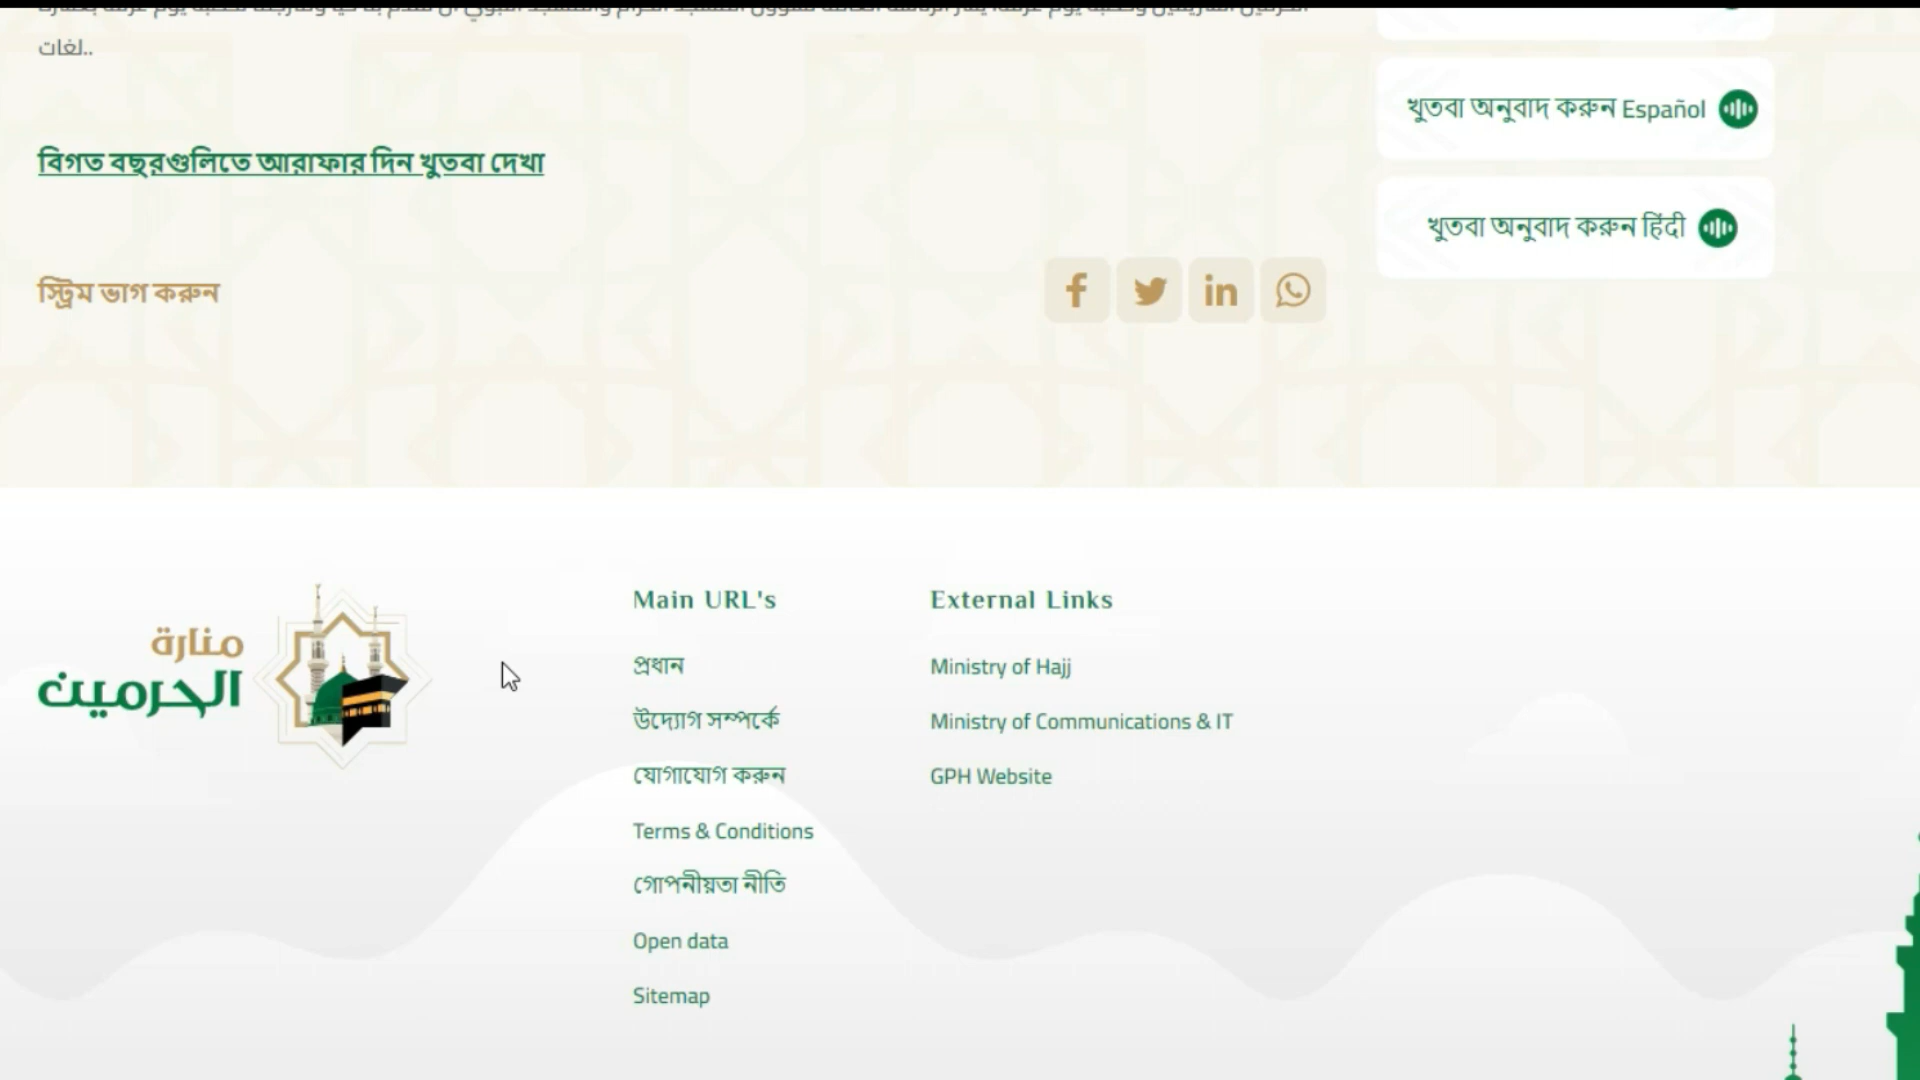 لغات..
খুতবা অনুবাদ করুন Español
বিগত বছরগুলিতে আরাফার দিন খুতবা দেখা
খুতবা অনুবাদ করুন हिंदी
স্ট্রিম ভাগ করুন
منارة
الحرمين
Main URL's
প্রধান
উদ্যোগ সম্পর্কে
যোগাযোগ করুন
Terms & Conditions
গোপনীয়তা নীতি
Open data
Sitemap
External Links
Ministry of Hajj
Ministry of Communications & IT
GPH Website